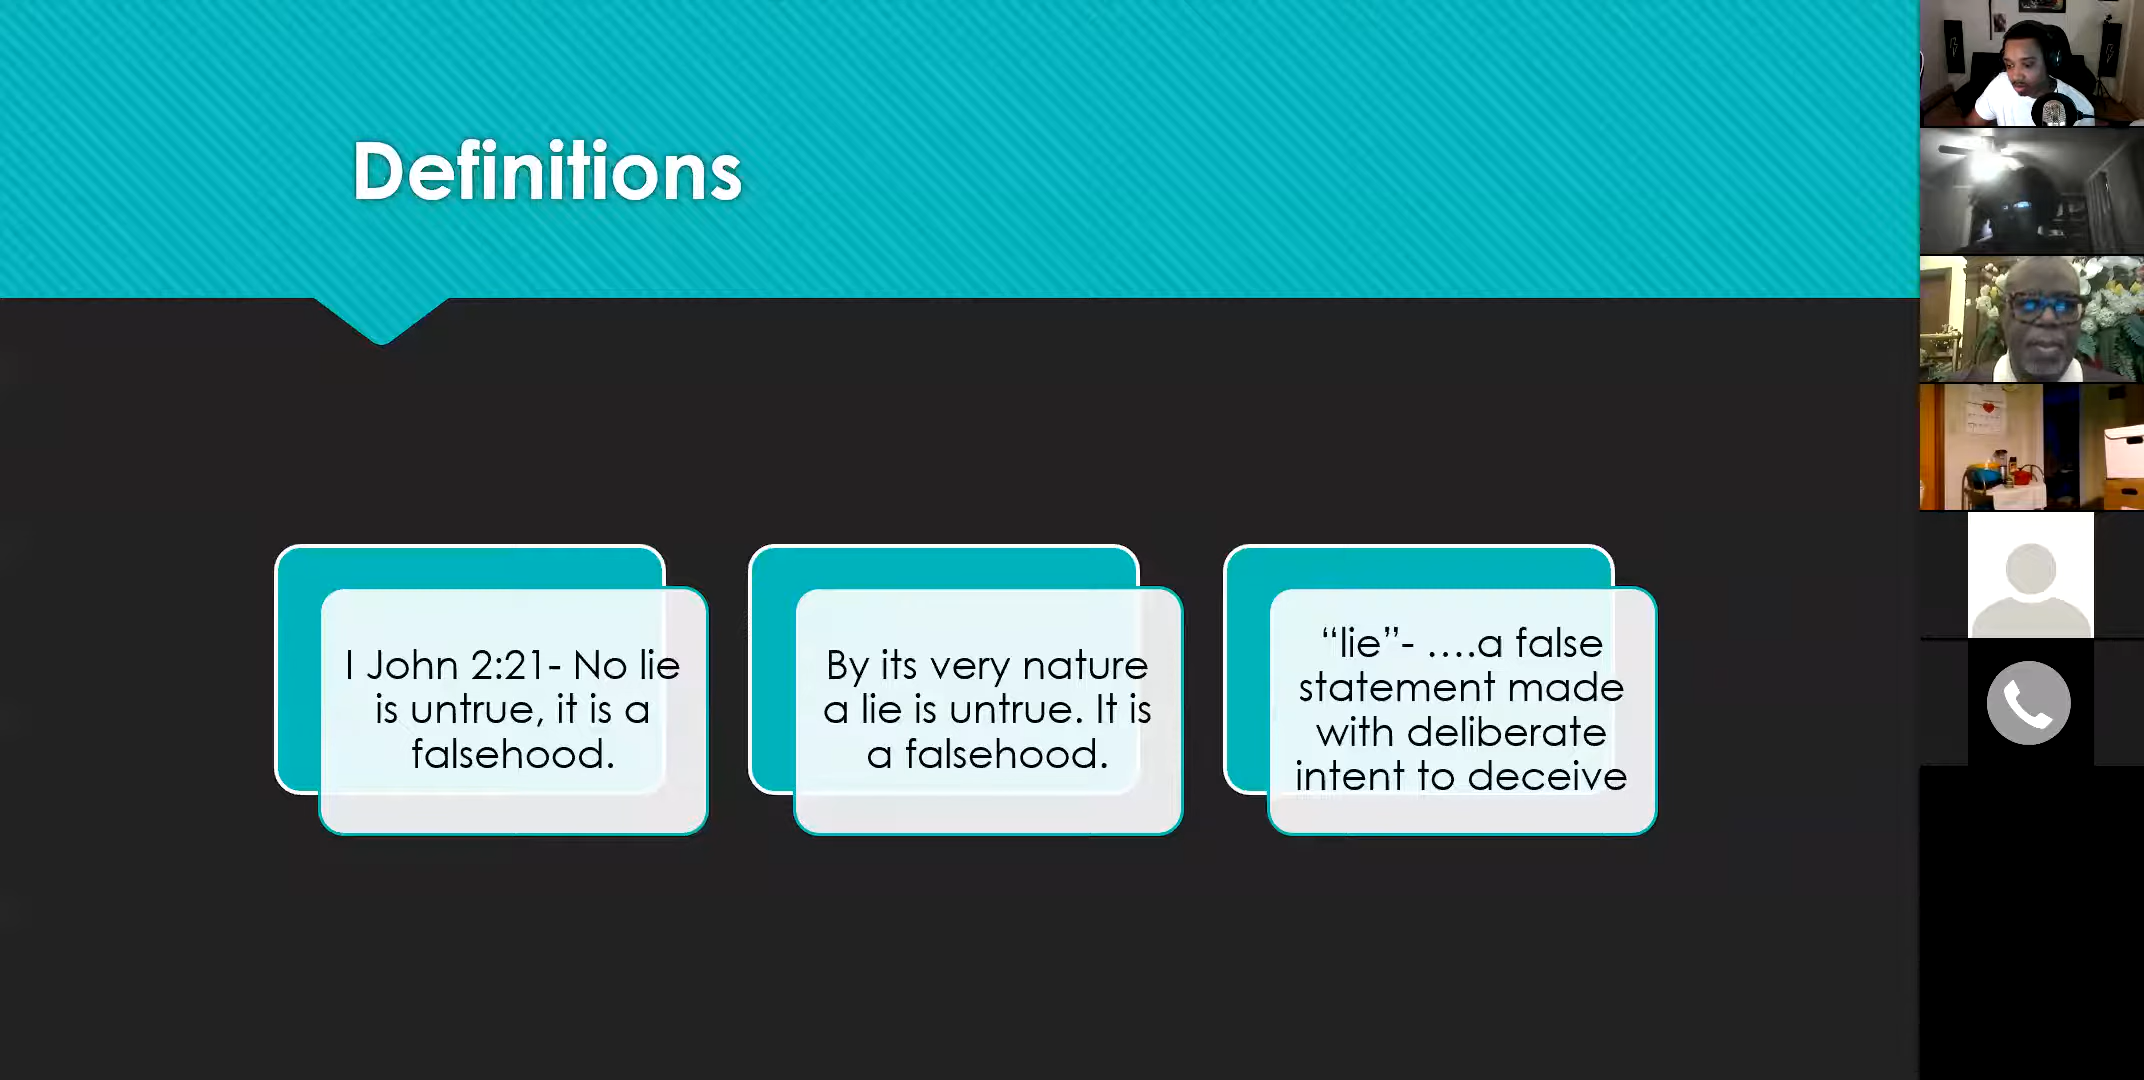 Definitions
I John 2:21- No lie
is untrue, it is a
falsehood.
By its very nature
a lie is untrue. It is
a falsehood.
“lie”- ....a false
statement made
with deliberate
intent to deceive